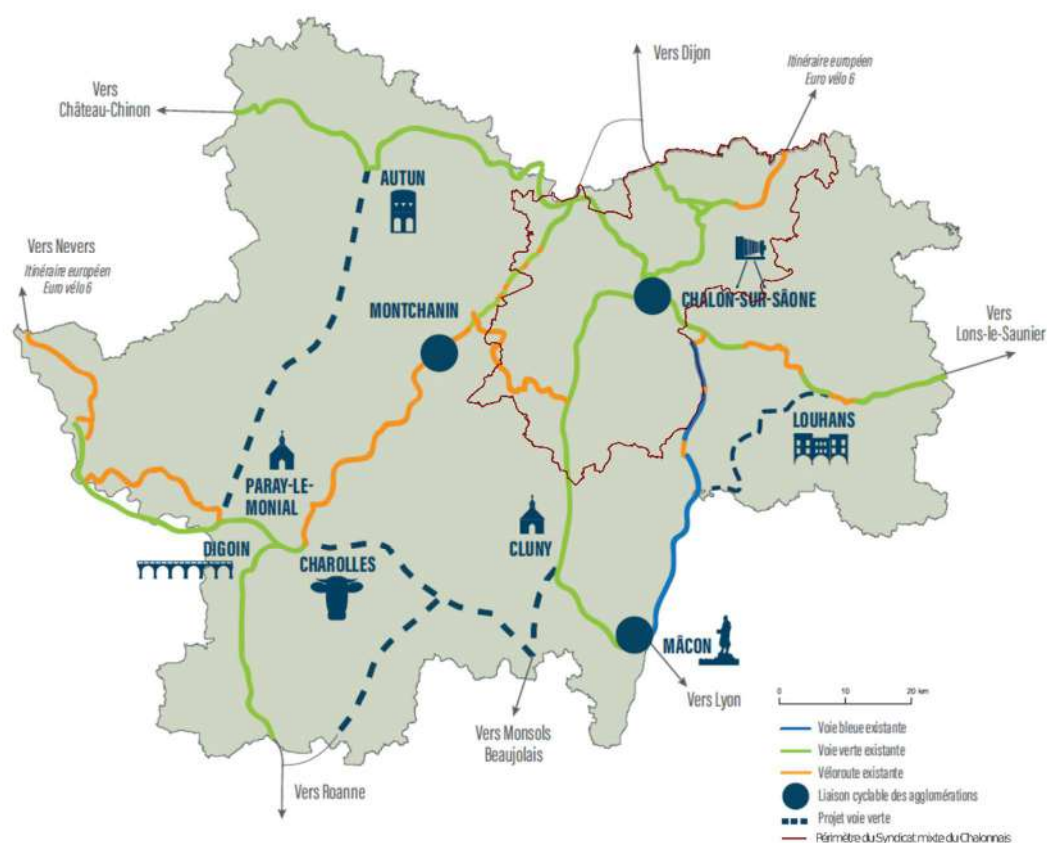 Vers Dijon
Itinéraire européen
Euro vélo 6
Vers
Château-Chinon
AUTUN
Vers Nevers
Itinéraire européen
Euro vélo 6
MONTCHANIN
CHALON-SUR-SÂONE
Vers
Lons-le-Saunier
LOUHANS
PARAY-LE-
MONIAL
CLUNY
DIGOIN
CHAROLLES
MÂCON
Vers Lyon
Vers Monsols
Beaujolais
Vers Roanne
0 10 20 km
Voie bleue existante
Voie verte existante
Véloroute existante
Liaison cyclable des agglomérations
Projet voie verte
Périmètre du Syndicat mixte du Chalonnais